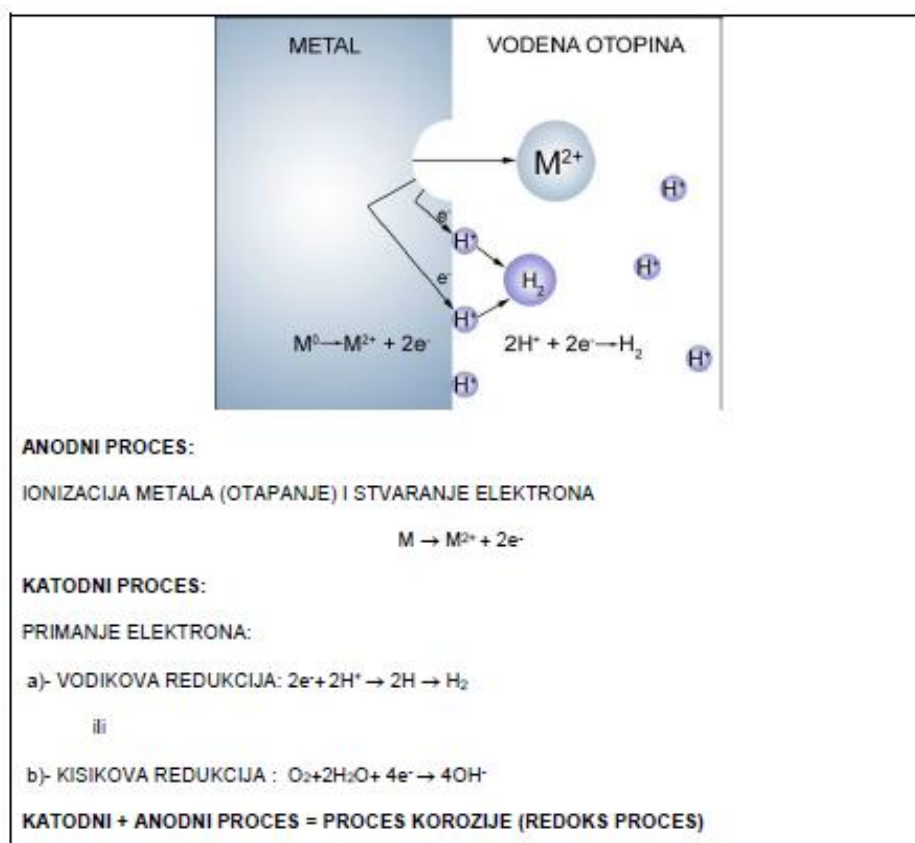 METAL
VODENA OTOPINA
M²⁺
H⁺
e⁻
H⁺
H⁺
H₂
e⁻
H⁺
M⁰→M²⁺ + 2e⁻
2H⁺ + 2e⁻→H₂
H⁺
H⁺
ANODNI PROCES:
IONIZACIJA METALA (OTAPANJE) I STVARANJE ELEKTRONA
M → M²⁺ + 2e⁻
KATODNI PROCES:
PRIMANJE ELEKTRONA:
a)- VODIKOVA REDUKCIJA: 2e⁻+ 2H⁺ → 2H → H₂
ili
b)- KISIKOVA REDUKCIJA : O₂+2H₂O+ 4e⁻ → 4OH⁻
KATODNI + ANODNI PROCES = PROCES KOROZIJE (REDOKS PROCES)